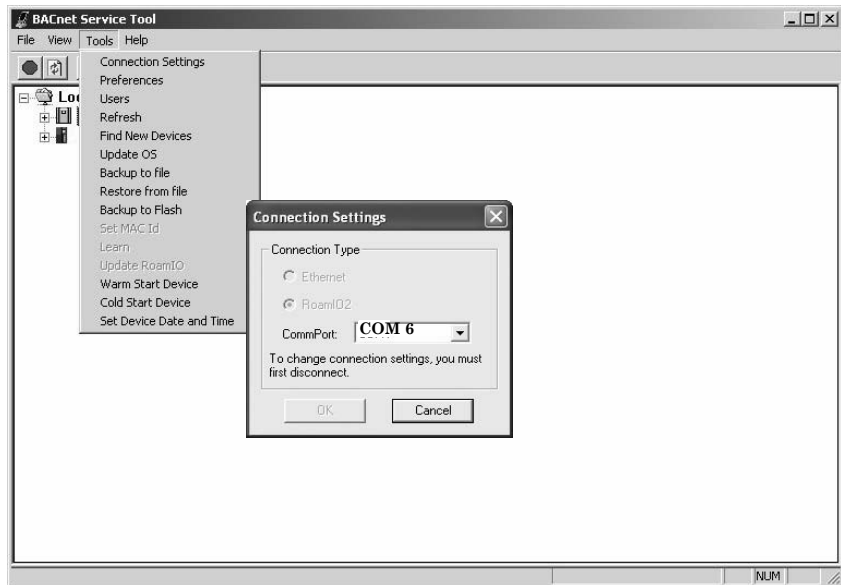 BACnet Service Tool
File View Tools Help
Connection Settings
Preferences
Users
Refresh
Find New Devices
Update OS
Backup to file
Restore from file
Backup to Flash
Set MAC Id
Learn
Update RoamIO
Warm Start Device
Cold Start Device
Set Device Date and Time
Connection Settings
Connection Type
Ethernet
RoamIO2
CommPort: COM 6
To change connection settings, you must
first disconnect.
OK Cancel
NUM